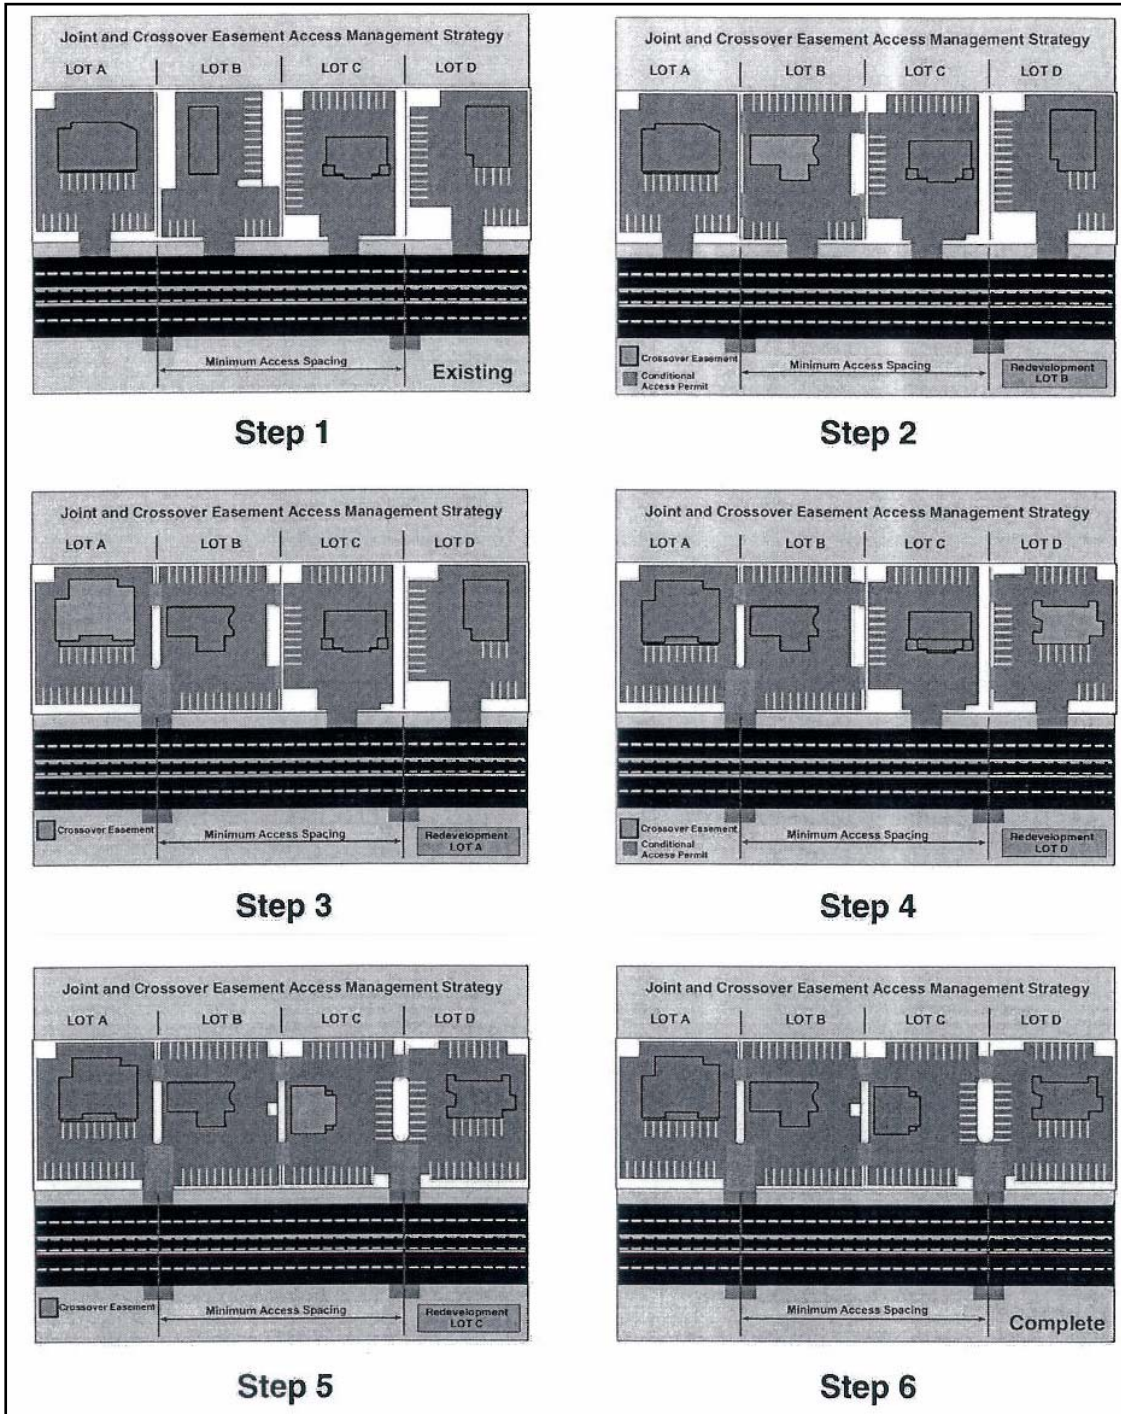 Joint and Crossover Easement Access Management Strategy
LOT A LOT B LOT C LOT D
Minimum Access Spacing
Existing
Step 1
Joint and Crossover Easement Access Management Strategy
LOT A LOT B LOT C LOT D
Crossover Easement
Conditional
Access Permit
Minimum Access Spacing
Redevelopment
LOT B
Step 2
Joint and Crossover Easement Access Management Strategy
LOT A LOT B LOT C LOT D
Crossover Easement
Minimum Access Spacing
Redevelopment
LOT A
Step 3
Joint and Crossover Easement Access Management Strategy
LOT A LOT B LOT C LOT D
Crossover Easement
Conditional
Access Permit
Minimum Access Spacing
Redevelopment
LOT D
Step 4
Joint and Crossover Easement Access Management Strategy
LOT A LOT B LOT C LOT D
Crossover Easement
Minimum Access Spacing
Redevelopment
LOT C
Step 5
Joint and Crossover Easement Access Management Strategy
LOT A LOT B LOT C LOT D
Minimum Access Spacing
Complete
Step 6